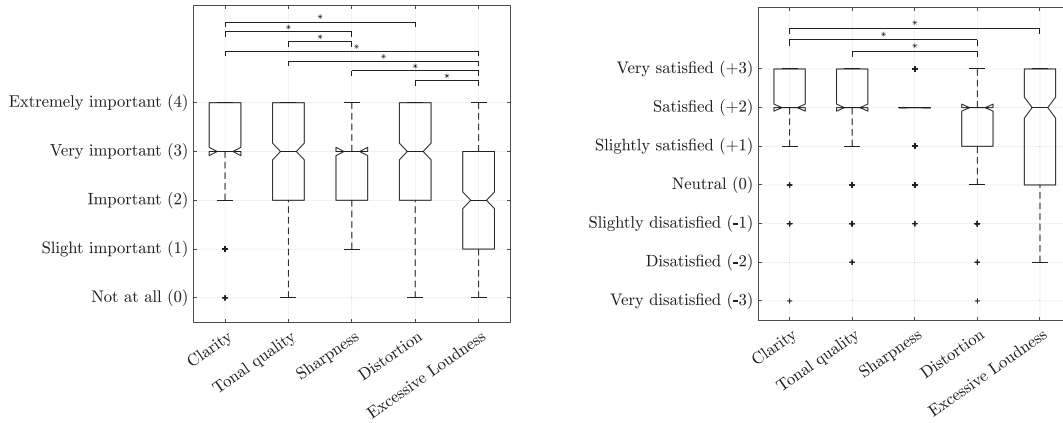 Extremely important (4)
Very important (3)
Important (2)
Slight important (1)
Not at all (0)
Clarity
Tonal quality
Sharpness
Distortion
Excessive Loudness
*
*
*
*
*
*
*
Very satisfied (+3)
Satisfied (+2)
Slightly satisfied (+1)
Neutral (0)
Slightly disatisfied (-1)
Disatisfied (-2)
Very disatisfied (-3)
Clarity
Tonal quality
Sharpness
Distortion
Excessive Loudness
*
*
*